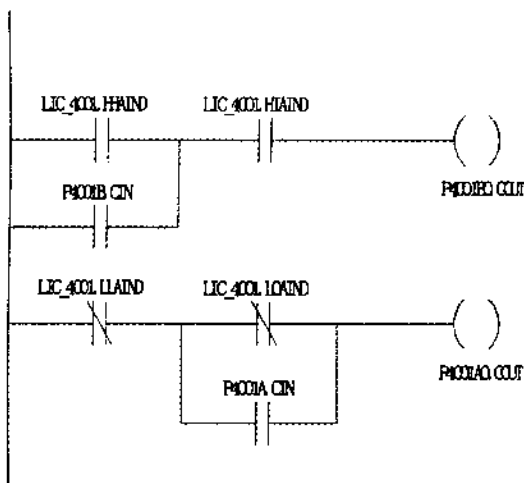 LIC_4001.HHAIND LIC_4001.HIAIND
P4001B.CIN P4001BO.COUT
LIC_4001.LLAIND LIC_4001.LOAIND
P4001A.CIN P4001AO.COUT